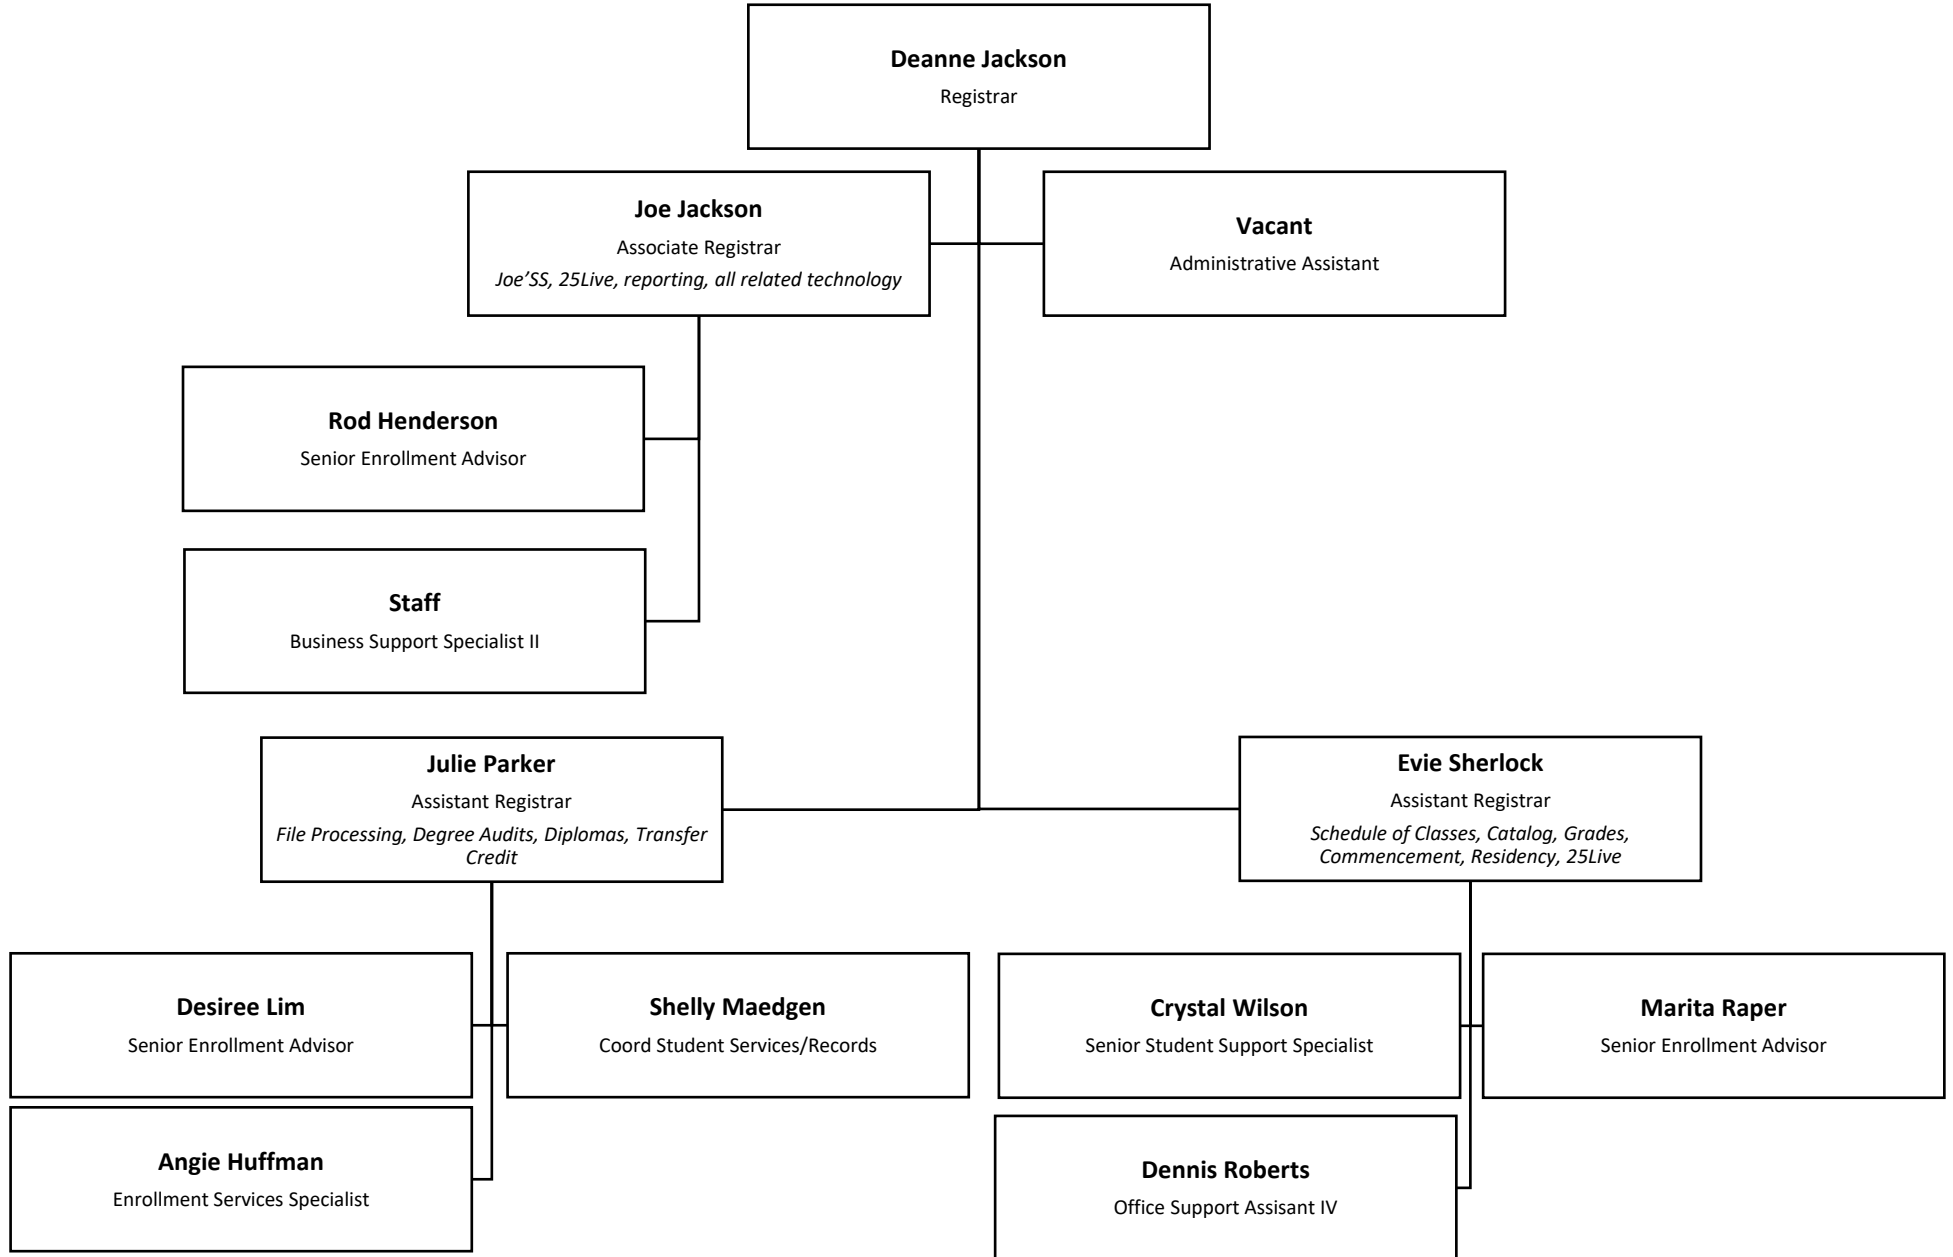 Deanne Jackson
Registrar
Joe Jackson
Associate Registrar
Joe’SS, 25Live, reporting, all related technology
Vacant
Administrative Assistant
Rod Henderson
Senior Enrollment Advisor
Staff
Business Support Specialist II
Julie Parker
Assistant Registrar
File Processing, Degree Audits, Diplomas, Transfer
Credit
Evie Sherlock
Assistant Registrar
Schedule of Classes, Catalog, Grades,
Commencement, Residency, 25Live
Desiree Lim
Senior Enrollment Advisor
Shelly Maedgen
Coord Student Services/Records
Crystal Wilson
Senior Student Support Specialist
Marita Raper
Senior Enrollment Advisor
Angie Huffman
Enrollment Services Specialist
Dennis Roberts
Office Support Assisant IV